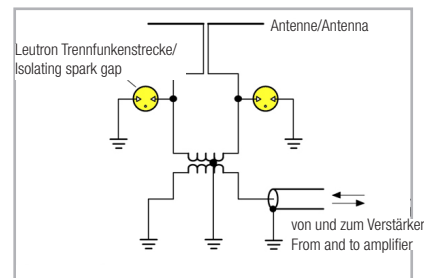 Antenne/Antenna
Leutron Trennfunkenstrecke/
Isolating spark gap
von und zum Verstärker
From and to amplifier